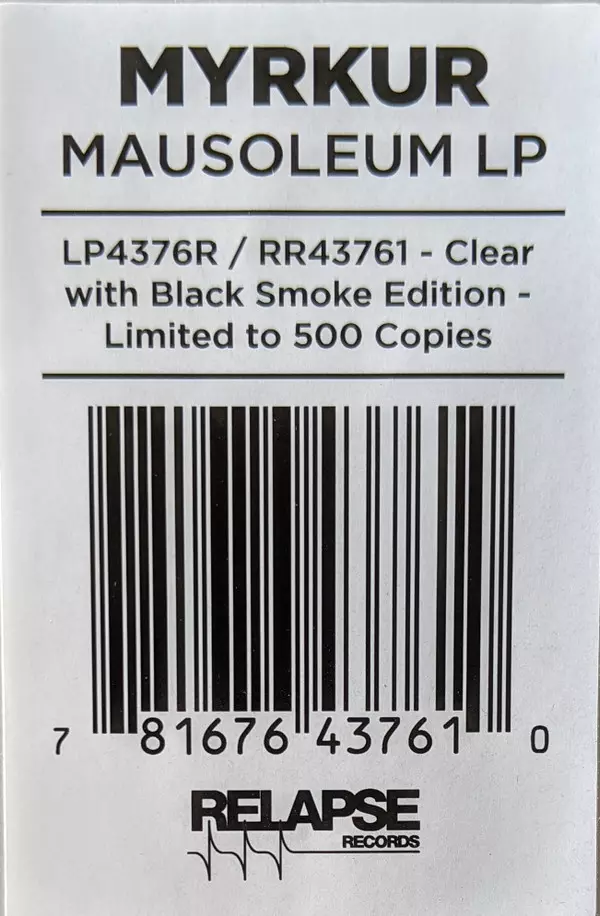 MYRKUR
MAUSOLEUM LP
LP4376R / RR43761 - Clear
with Black Smoke Edition -
Limited to 500 Copies
7 81676 43761 0
RELAPSE
RECORDS